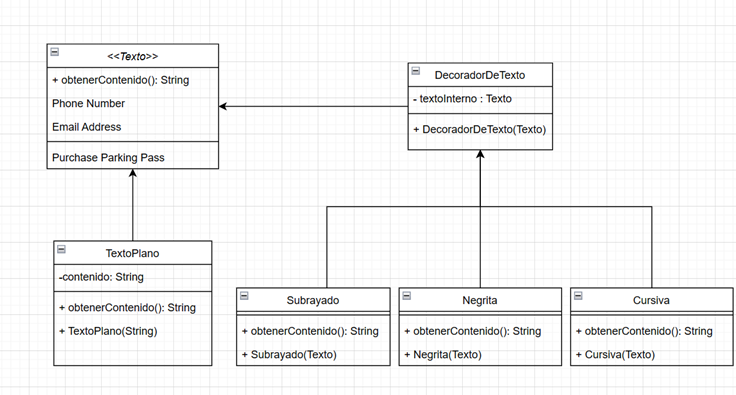 <<Texto>>
+ obtenerContenido(): String
Phone Number
Email Address
Purchase Parking Pass
DecoradorDeTexto
- textoInterno : Texto
+ DecoradorDeTexto(Texto)
TextoPlano
-contenido: String
+ obtenerContenido(): String
+ TextoPlano(String)
Subrayado
+ obtenerContenido(): String
+ Subrayado(Texto)
Negrita
+ obtenerContenido(): String
+ Negrita(Texto)
Cursiva
+ obtenerContenido(): String
+ Cursiva(Texto)